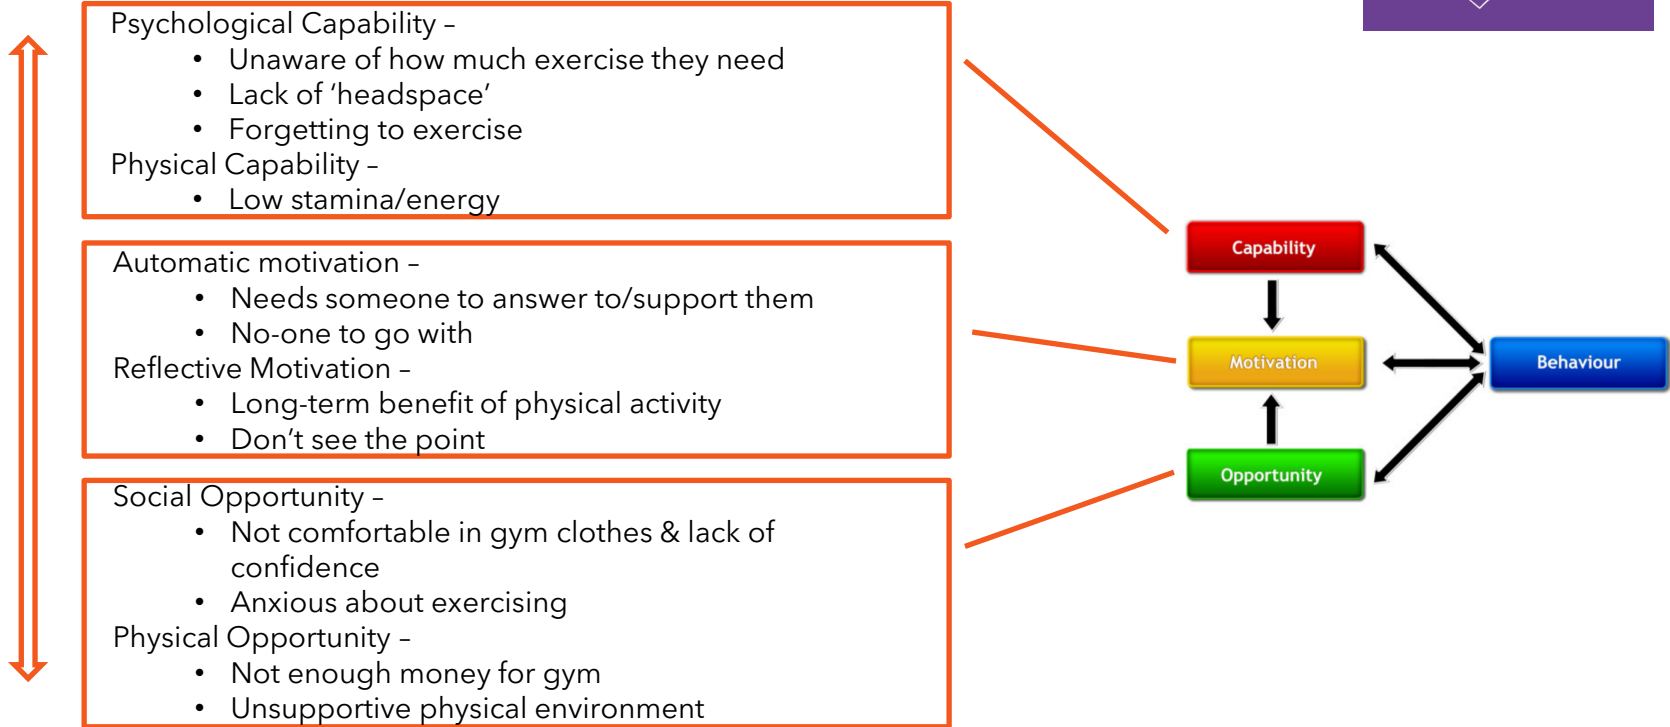 Psychological Capability –
• Unaware of how much exercise they need
• Lack of ‘headspace’
• Forgetting to exercise
Physical Capability –
• Low stamina/energy
Automatic motivation –
• Needs someone to answer to/support them
• No-one to go with
Reflective Motivation –
• Long-term benefit of physical activity
• Don’t see the point
Social Opportunity –
• Not comfortable in gym clothes & lack of
confidence
• Anxious about exercising
Physical Opportunity –
• Not enough money for gym
• Unsupportive physical environment
Capability
Motivation
Behaviour
Opportunity